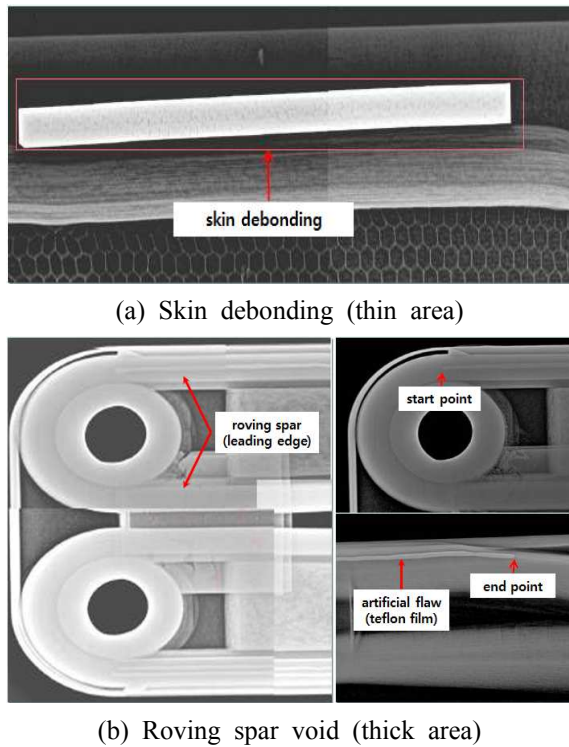 skin debonding
(a) Skin debonding (thin area)
roving spar
(leading edge)
start point
artificial flaw
(teflon film)
end point
(b) Roving spar void (thick area)